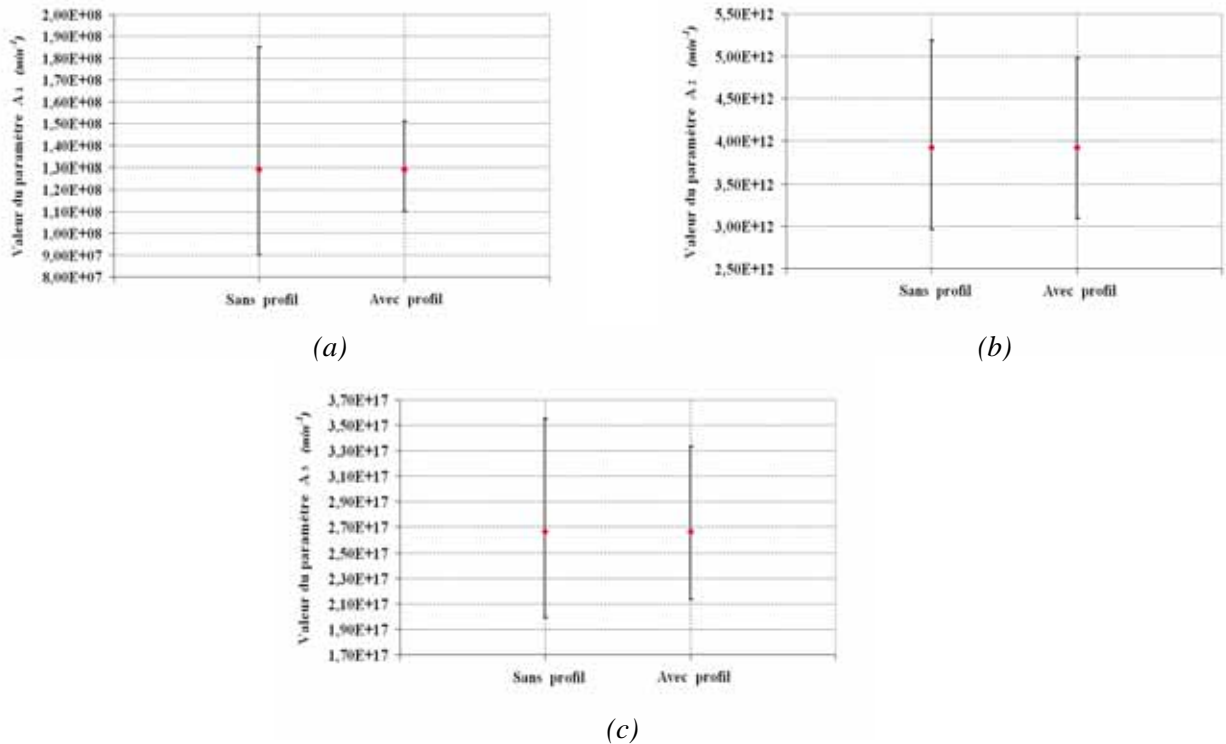 Valeur du paramètre A₁ (min⁻¹)
2,00E+08
1,90E+08
1,80E+08
1,70E+08
1,60E+08
1,50E+08
1,40E+08
1,30E+08
1,20E+08
1,10E+08
1,00E+08
9,00E+07
8,00E+07
Sans profil Avec profil
(a)
Valeur du paramètre A₂ (min⁻¹)
5,50E+12
5,00E+12
4,50E+12
4,00E+12
3,50E+12
3,00E+12
2,50E+12
Sans profil Avec profil
(b)
Valeur du paramètre A₃ (min⁻¹)
3,70E+17
3,50E+17
3,30E+17
3,10E+17
2,90E+17
2,70E+17
2,50E+17
2,30E+17
2,10E+17
1,90E+17
1,70E+17
Sans profil Avec profil
(c)